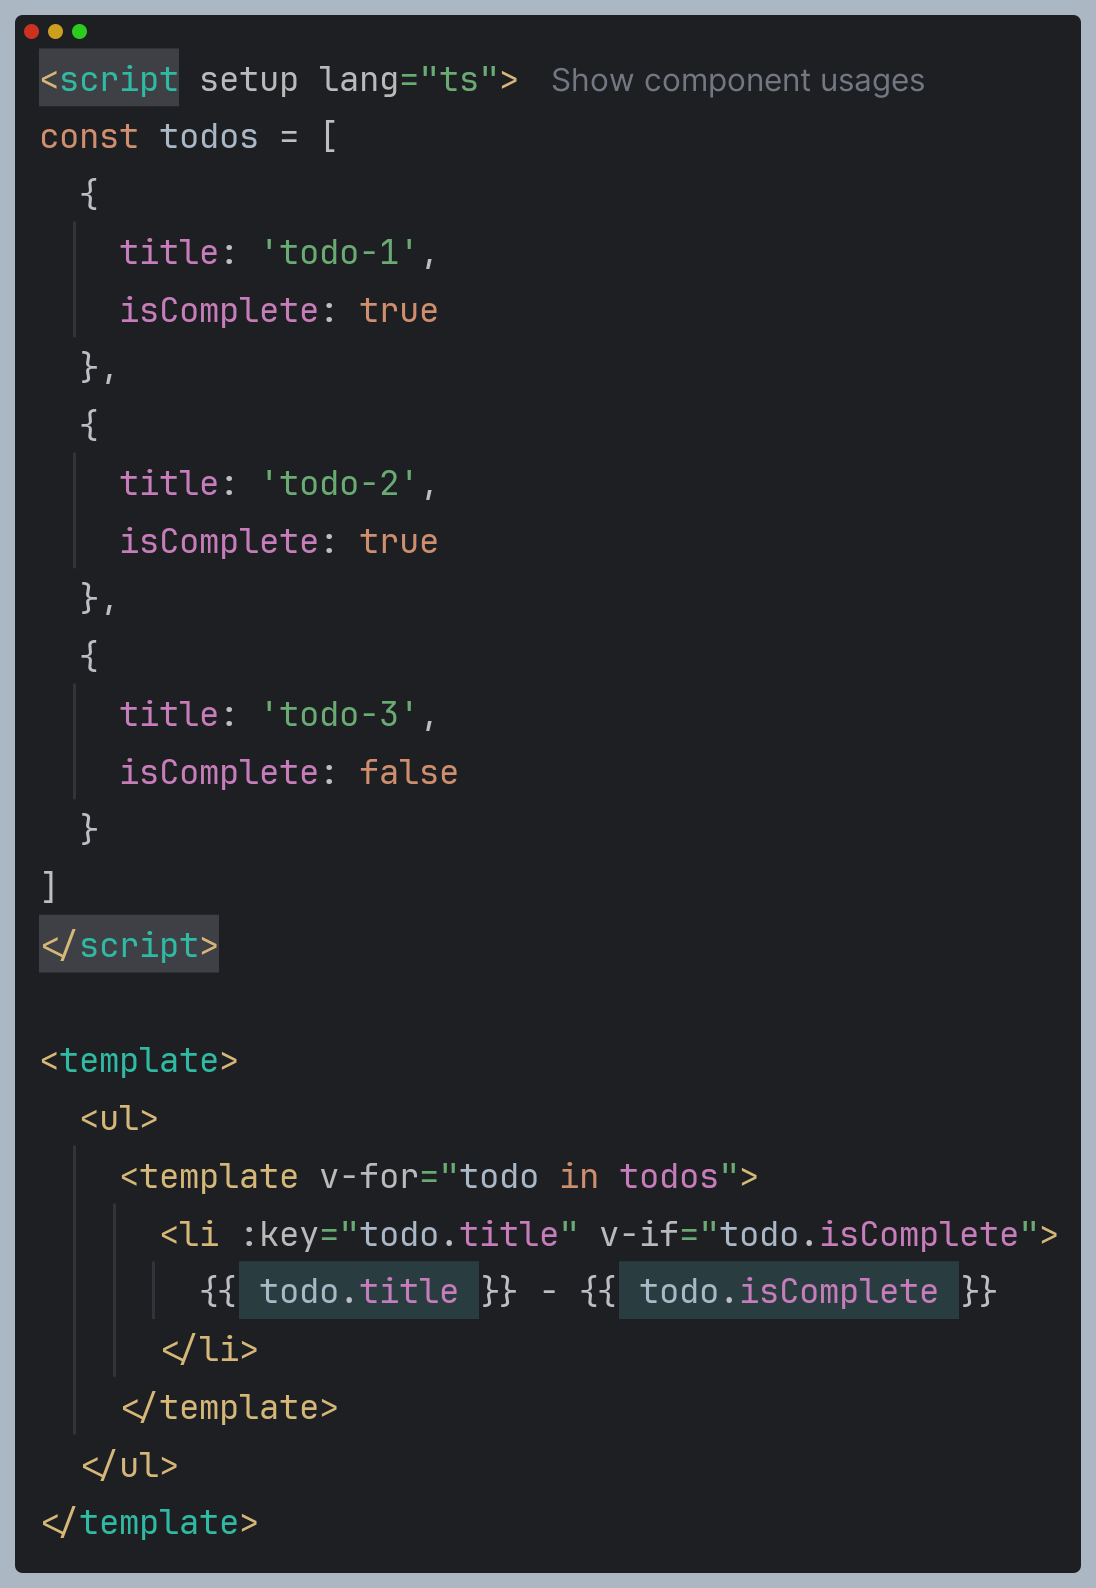 <script setup lang="ts"> Show component usages
const todos = [
  {
    title: 'todo-1',
    isComplete: true
  },
  {
    title: 'todo-2',
    isComplete: true
  },
  {
    title: 'todo-3',
    isComplete: false
  }
]
</script>

<template>
  <ul>
    <template v-for="todo in todos">
      <li :key="todo.title" v-if="todo.isComplete">
        {{ todo.title }} - {{ todo.isComplete }}
      </li>
    </template>
  </ul>
</template>